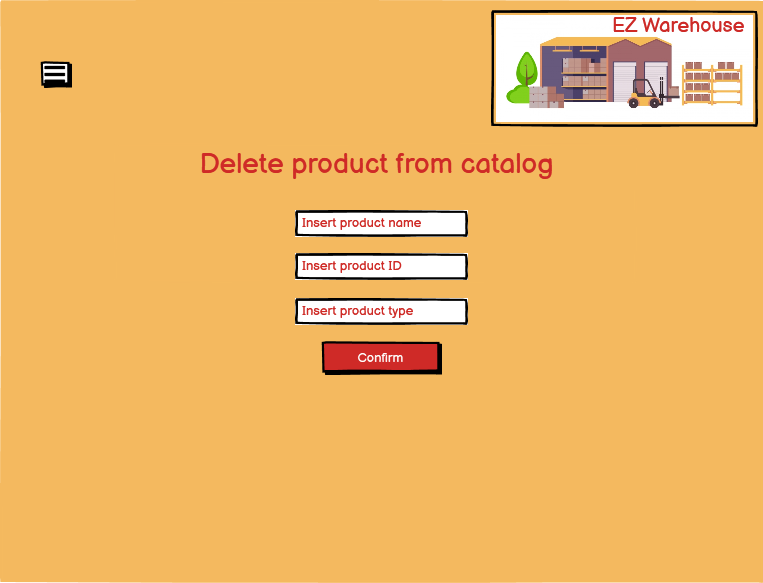 EZ Warehouse
Delete product from catalog
Insert product name
Insert product ID
Insert product type
Confirm